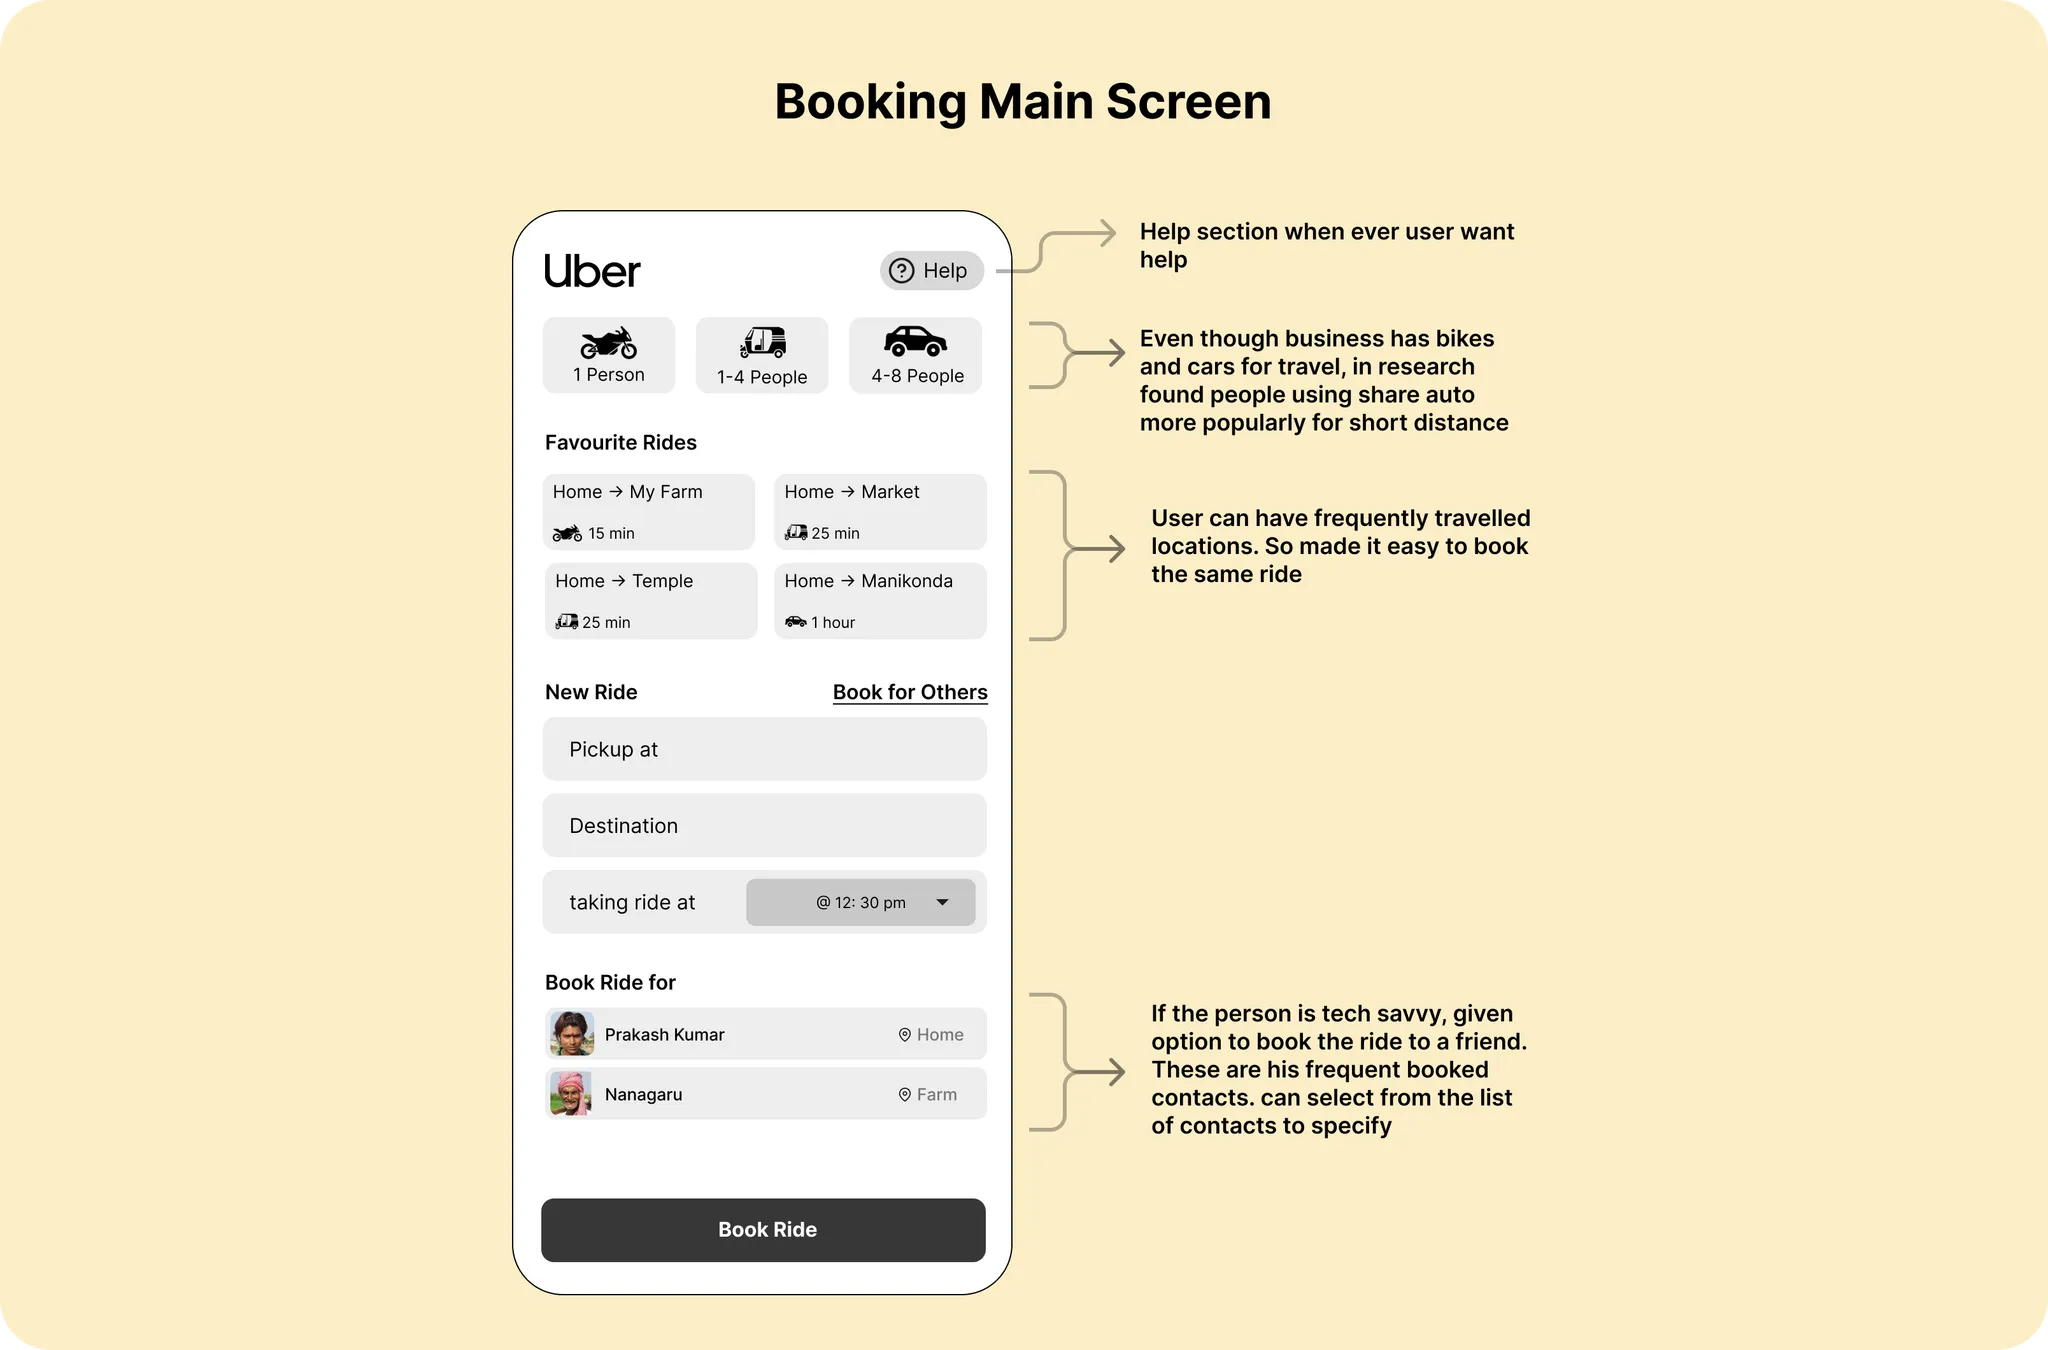 Booking Main Screen
Uber
Help
1 Person
1-4 People
4-8 People
Favourite Rides
Home → My Farm
15 min
Home → Market
25 min
Home → Temple
25 min
Home → Manikonda
1 hour
New Ride
Book for Others
Pickup at
Destination
taking ride at
@ 12: 30 pm
Book Ride for
Prakash Kumar
Home
Nanagaru
Farm
Book Ride
Help section when ever user want
help
Even though business has bikes
and cars for travel, in research
found people using share auto
more popularly for short distance
User can have frequently travelled
locations. So made it easy to book
the same ride
If the person is tech savvy, given
option to book the ride to a friend.
These are his frequent booked
contacts. can select from the list
of contacts to specify